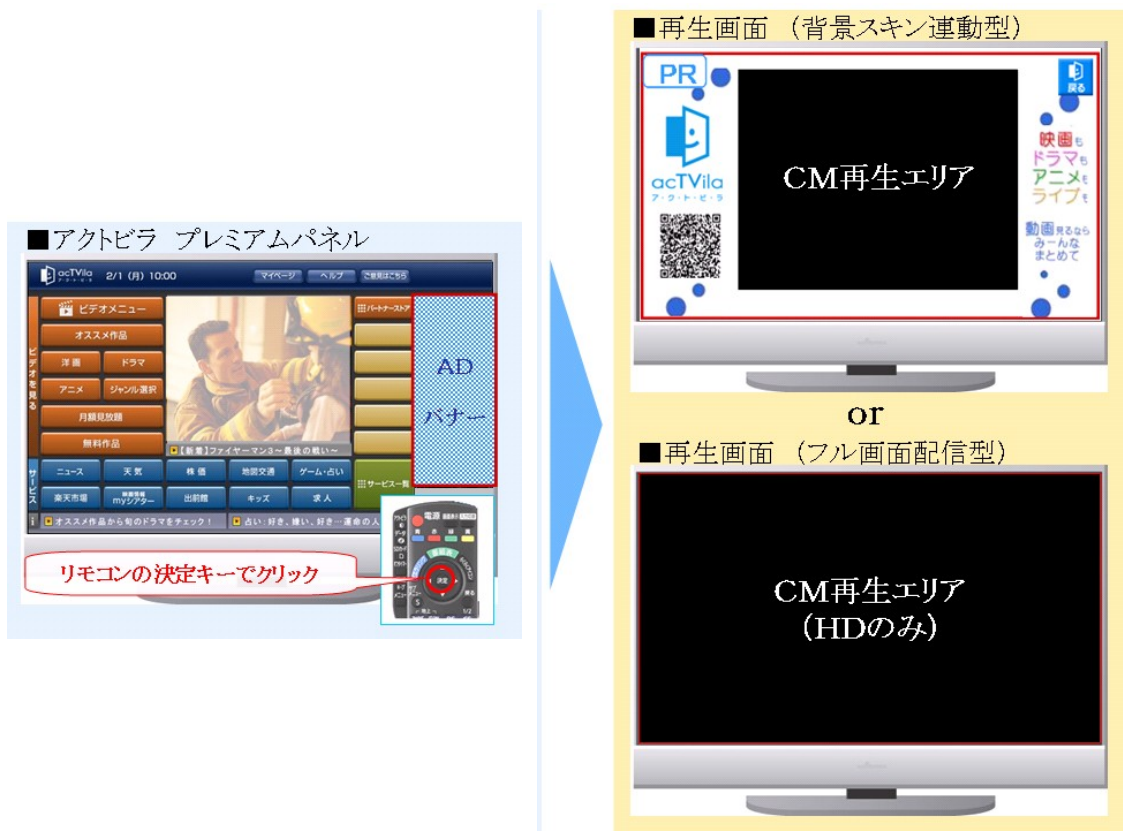 ■アクトビラ プレミアムパネル
acTVila
ア・ク・ト・ビ・ラ
2/1 (月) 10:00
マイページ
ヘルプ
ご意見はこちら
ビデオを見る
ビデオメニュー
オススメ作品
洋画
ドラマ
アニメ
ジャンル選択
月額見放題
無料作品
【新着】ファイヤーマン3~最後の戦い~
パートナーストア
AD
バナー
サービス
ニュース
天気
株価
地図交通
ゲーム・占い
楽天市場
映画情報
myシアター
出前館
キッズ
求人
サービス一覧
オススメ作品から旬のドラマをチェック!
占い:好き、嫌い、好き…運命の人
リモコンの決定キーでクリック
電源
決定
■再生画面 (背景スキン連動型)
PR
戻る
acTVila
ア・ク・ト・ビ・ラ
CM再生エリア
映画も
ドラマも
アニメも
ライブも
動画見るなら
みーんな
まとめて
or
■再生画面 (フル画面配信型)
CM再生エリア
(HDのみ)